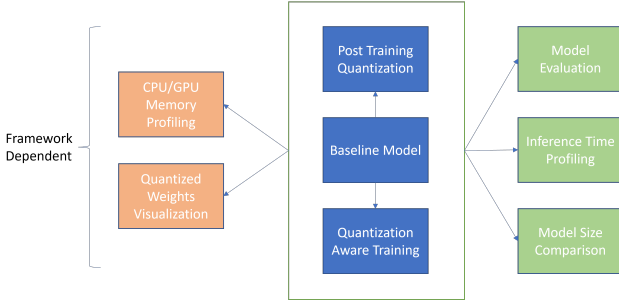 Framework
Dependent
CPU/GPU
Memory
Profiling
Quantized
Weights
Visualization
Post Training
Quantization
Baseline Model
Quantization
Aware Training
Model
Evaluation
Inference Time
Profiling
Model Size
Comparison